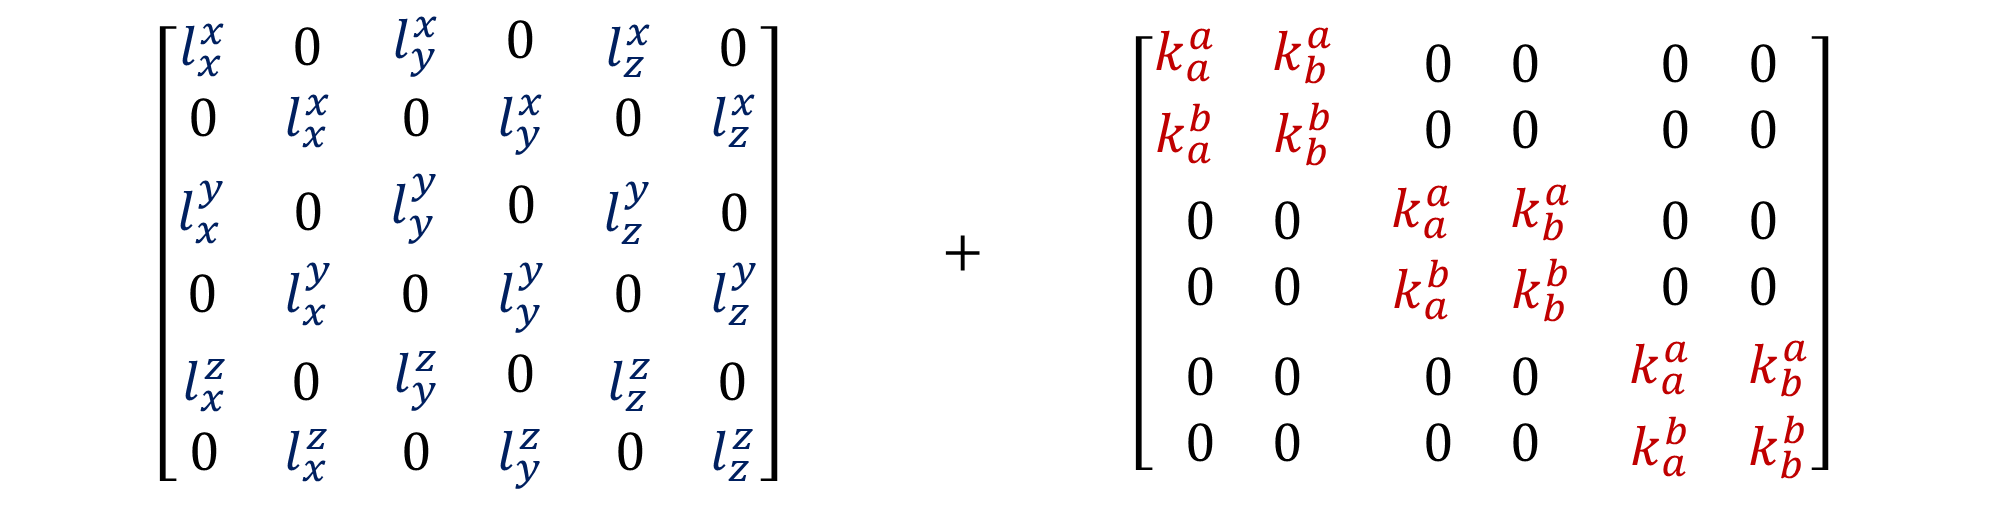 [l_x^x 0 l_y^x 0 l_z^x 0] [k_a^a k_b^a 0 0 0 0]
[0 l_x^x 0 l_y^x 0 l_z^x] [k_a^b k_b^b 0 0 0 0]
[l_x^y 0 l_y^y 0 l_z^y 0] [0 0 k_a^a k_b^a 0 0]
[0 l_x^y 0 l_y^y 0 l_z^y] + [0 0 k_a^b k_b^b 0 0]
[l_x^z 0 l_y^z 0 l_z^z 0] [0 0 0 0 k_a^a k_b^a]
[0 l_x^z 0 l_y^z 0 l_z^z] [0 0 0 0 k_a^b k_b^b]